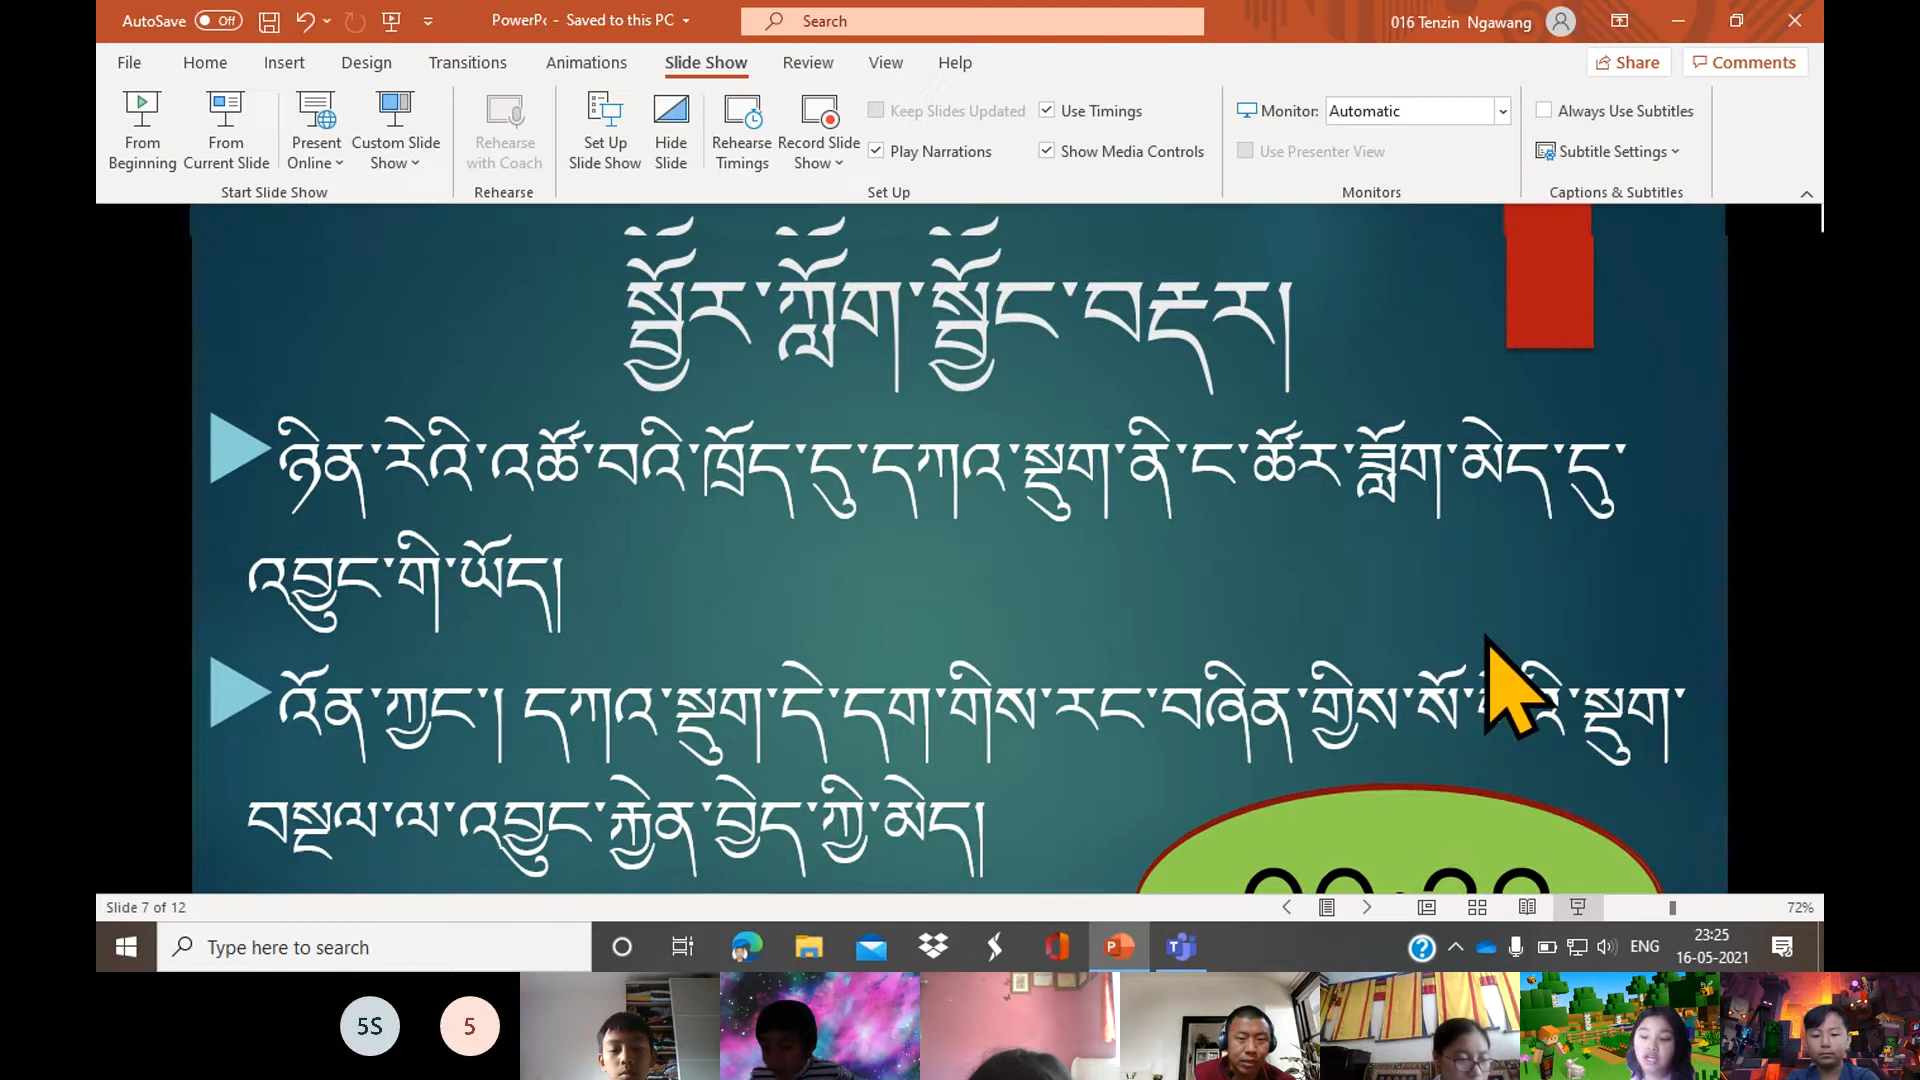 AutoSave Off
PowerPo - Saved to this PC
Search
016 Tenzin Ngawang
File Home Insert Design Transitions Animations Slide Show Review View Help
Share Comments
From Beginning
From Current Slide
Present Online
Custom Slide Show
Start Slide Show
Rehearse with Coach
Rehearse
Set Up Slide Show
Hide Slide
Rehearse Timings
Record Slide Show
Keep Slides Updated
Play Narrations
Use Timings
Show Media Controls
Set Up
Monitor: Automatic
Use Presenter View
Monitors
Always Use Subtitles
Subtitle Settings
Captions & Subtitles
སྦྱོར་ཀློག་སྦྱོང་བརྡར།
ཉིན་རེའི་འཚོ་བའི་ཁྲོད་དུ་དཀའ་སྡུག་ནི་ང་ཚོར་ཟློག་མེད་དུ་
འབྱུང་གི་ཡོད།
འོན་ཀྱང་། དཀའ་སྡུག་དེ་དག་གིས་རང་བཞིན་གྱིས་སོ་སོའི་སྡུག་
བསྔལ་ལ་འབྱུང་རྐྱེན་བྱེད་ཀྱི་མེད།
Slide 7 of 12
72%
Type here to search
ENG
23:25
16-05-2021
5S
5